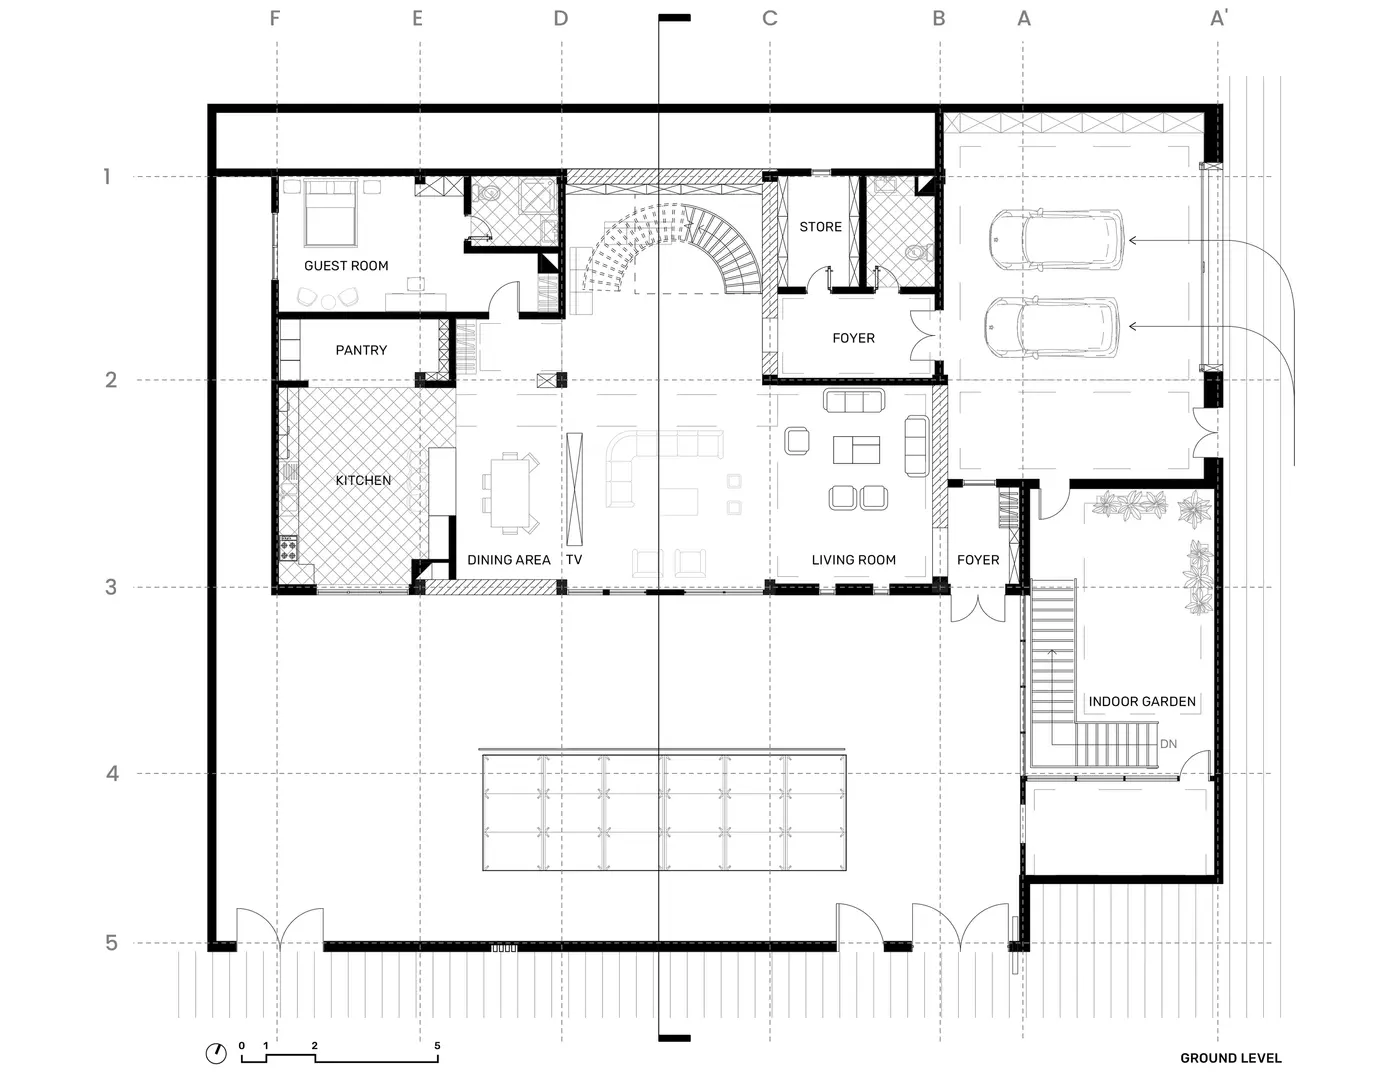 F E D C B A A'
1
STORE
GUEST ROOM
FOYER
PANTRY
2
KITCHEN
DINING AREA TV LIVING ROOM FOYER
3
INDOOR GARDEN
DN
4
5
0 1 2 5
GROUND LEVEL